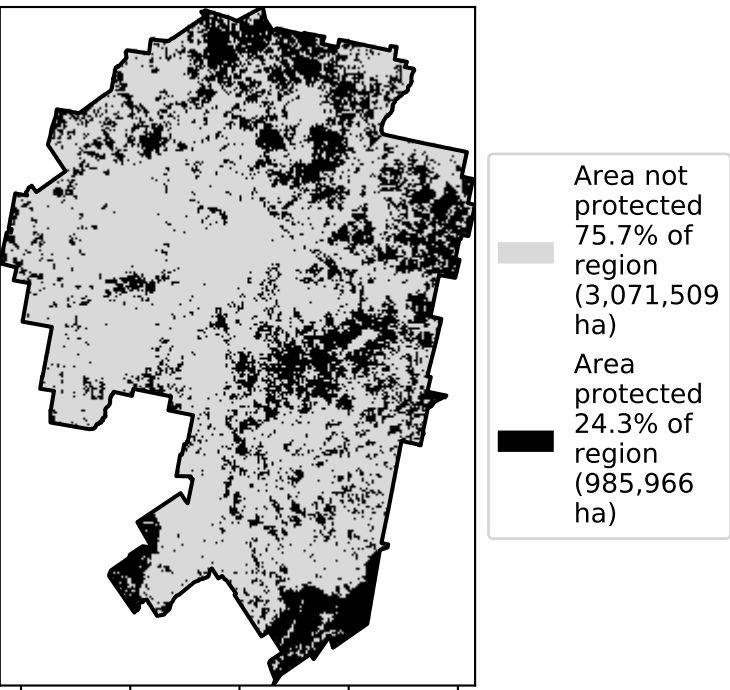 Area not
protected
75.7% of
region
(3,071,509
ha)
Area
protected
24.3% of
region
(985,966
ha)